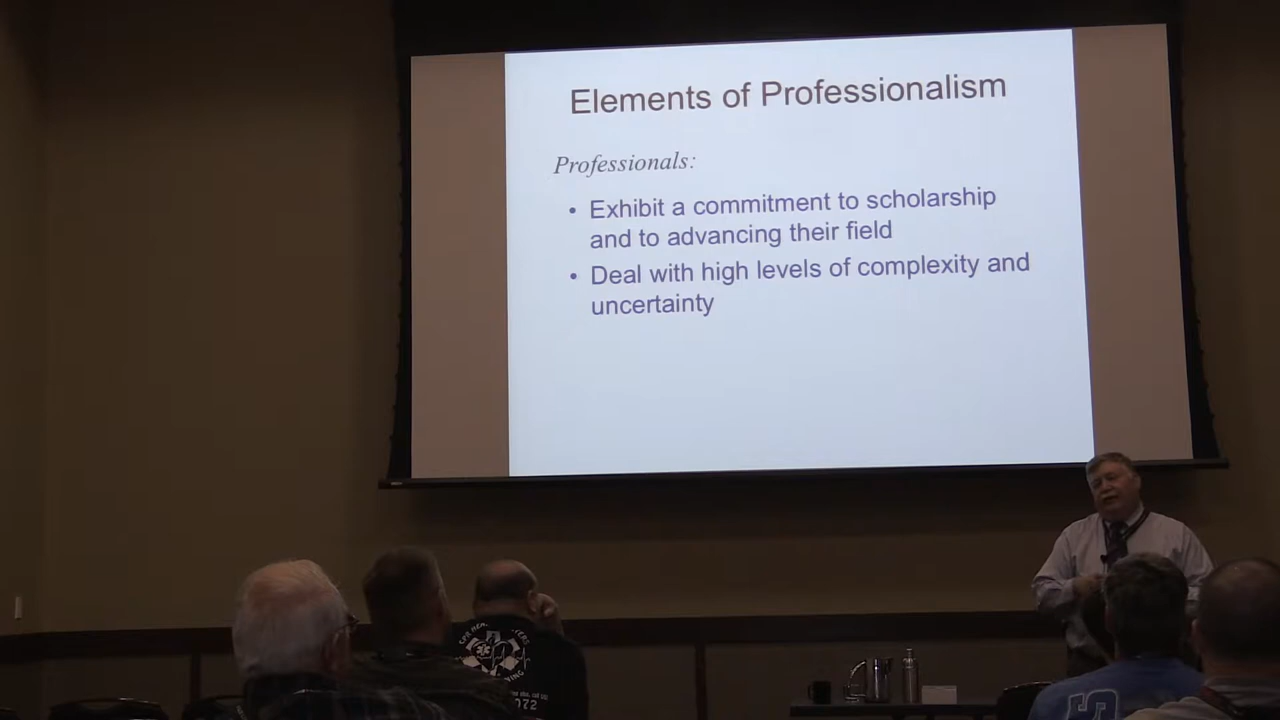 Elements of Professionalism
Professionals:
• Exhibit a commitment to scholarship
and to advancing their field
• Deal with high levels of complexity and
uncertainty
CPR